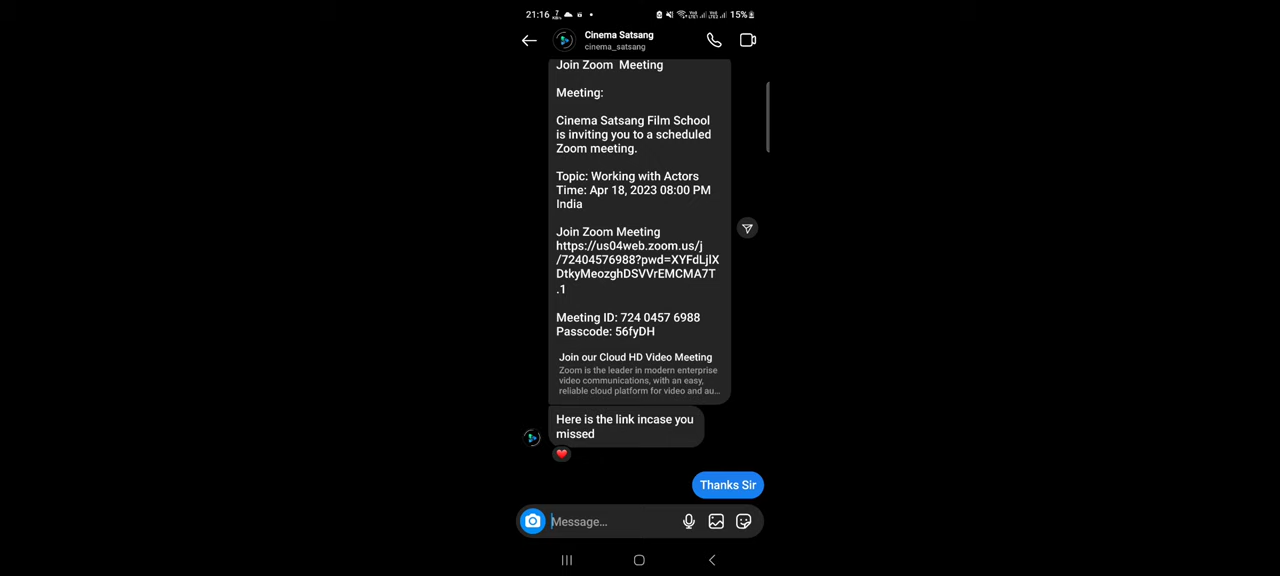 21:16
15%
Cinema Satsang
cinema_satsang
Join Zoom Meeting
Meeting:
Cinema Satsang Film School
is inviting you to a scheduled
Zoom meeting.
Topic: Working with Actors
Time: Apr 18, 2023 08:00 PM
India
Join Zoom Meeting
https://us04web.zoom.us/j
/72404576988?pwd=XYFdLjlX
DtkyMeozghDSVVrEMCMA7T
.1
Meeting ID: 724 0457 6988
Passcode: 56fyDH
Join our Cloud HD Video Meeting
Zoom is the leader in modern enterprise
video communications, with an easy,
reliable cloud platform for video and au...
Here is the link incase you
missed
Thanks Sir
Message...